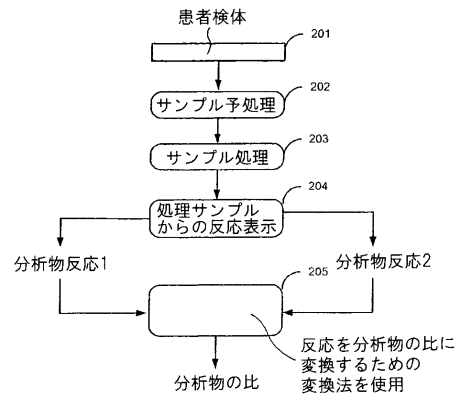 患者検体
201
202
サンプル予処理
203
サンプル処理
204
処理サンプル
からの反応表示
分析物反応1
分析物反応2
205
反応を分析物の比に
変換するための
変換法を使用
分析物の比